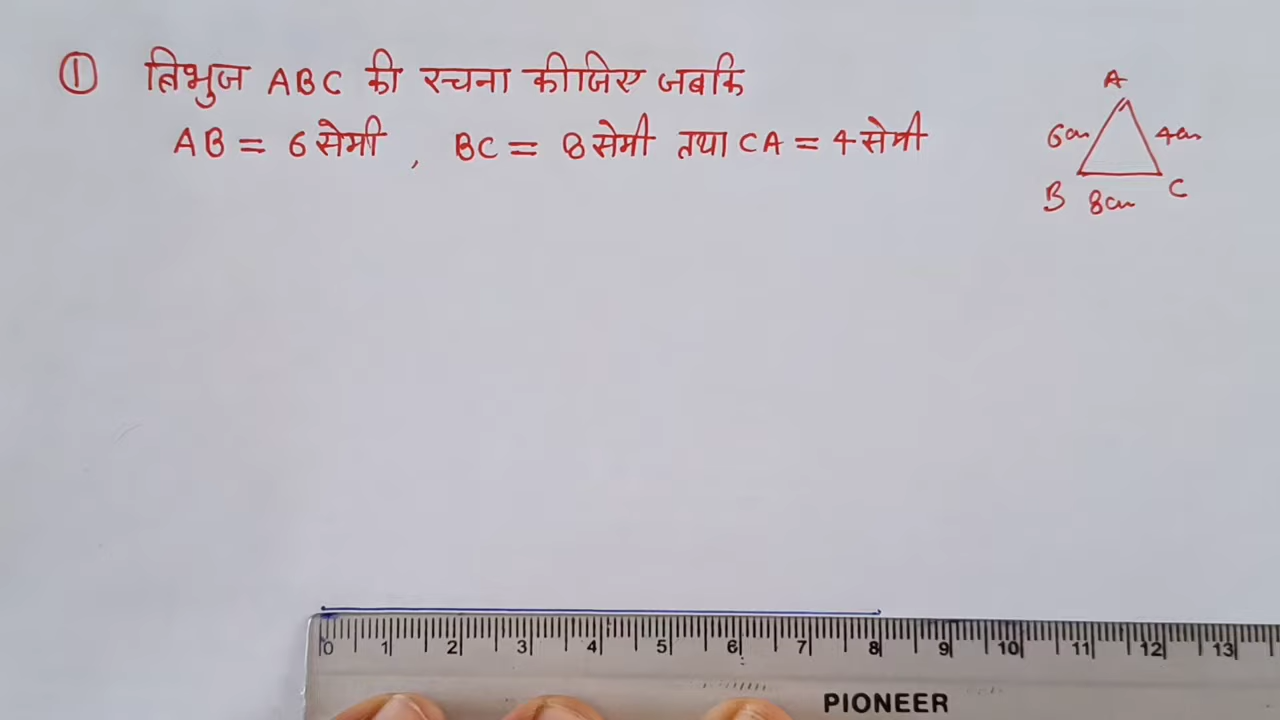 ① त्रिभुज ABC की रचना कीजिए जबकि
AB = 6 सेमी , BC = 8 सेमी तथा CA = 4 सेमी
A
6cm 4cm
B 8cm C
0 1 2 3 4 5 6 7 8 9 10 11 12 13
PIONEER